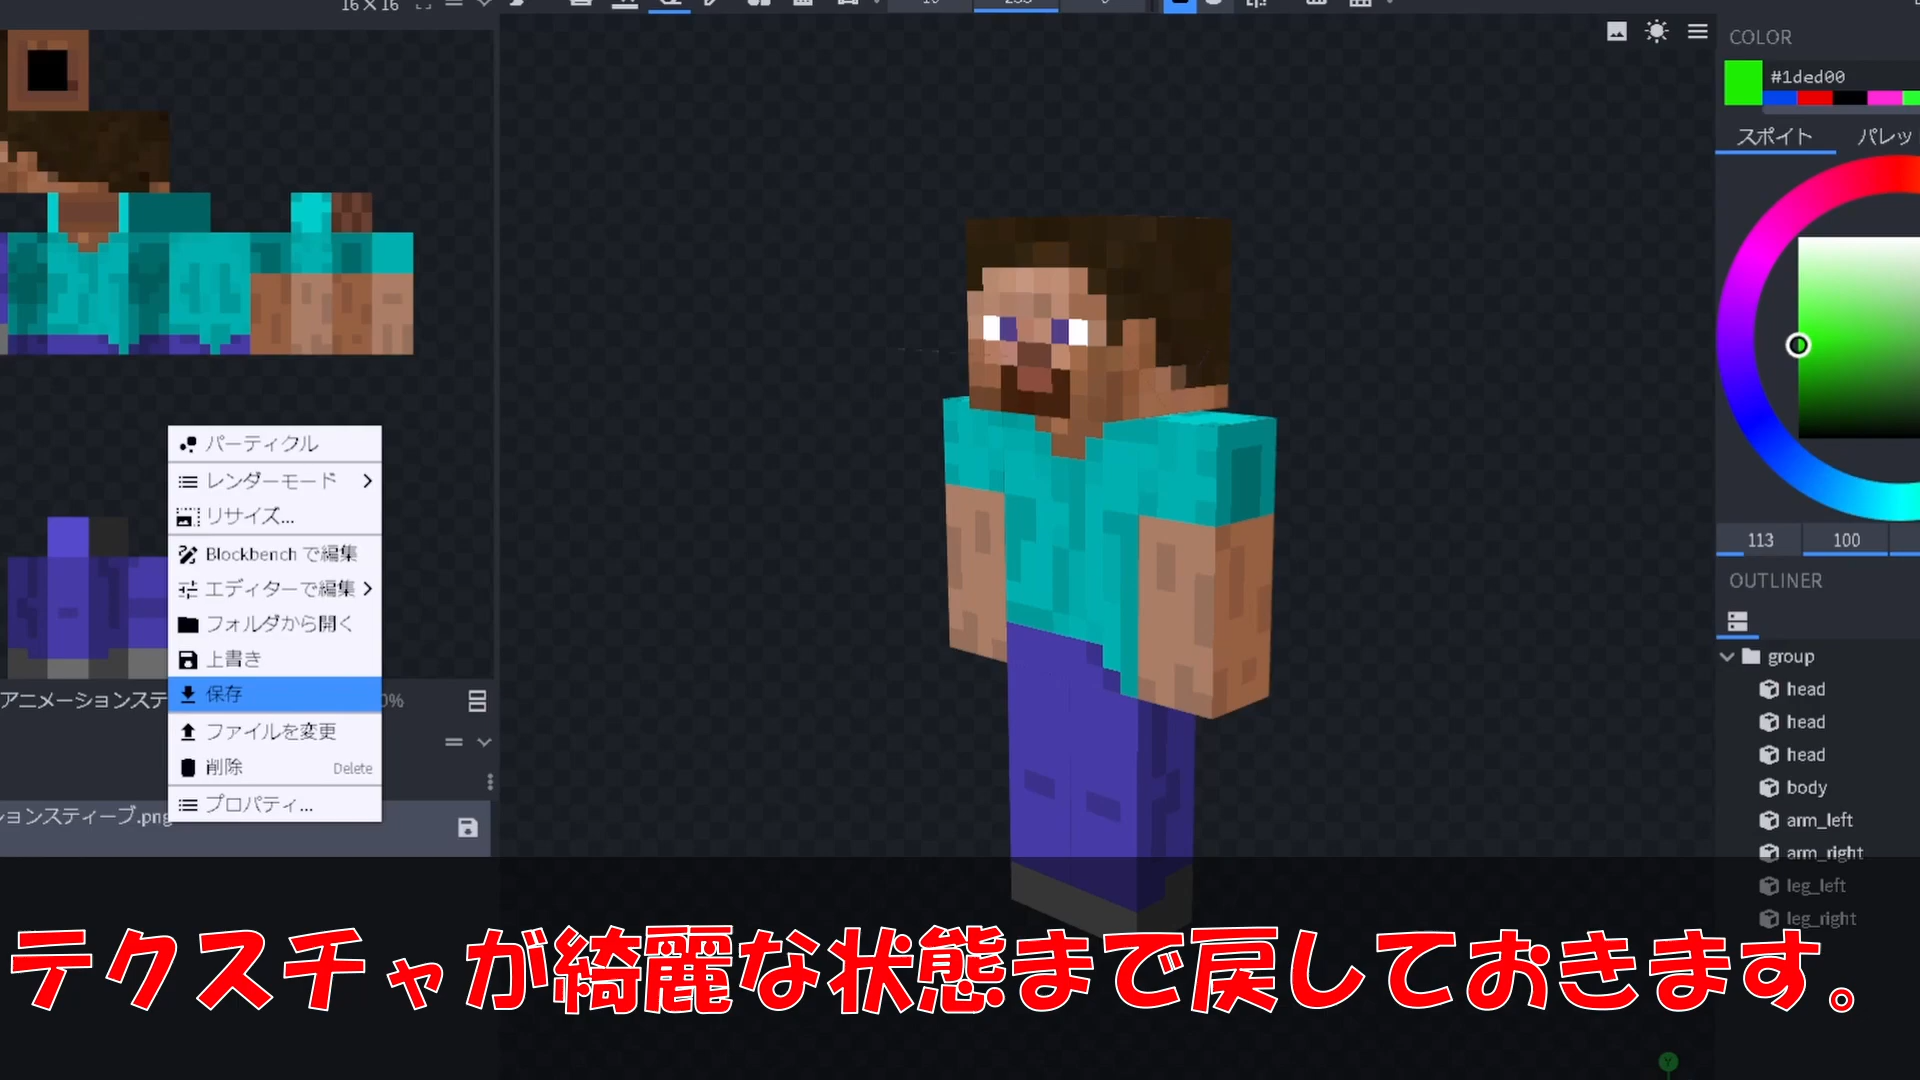 16×16
COLOR
#1ded00
スポイト
パレッ
113
100
OUTLINER
group
head
head
head
body
arm_left
arm_right
leg_left
leg_right
パーティクル
レンダーモード
リサイズ...
Blockbench で編集
エディターで編集
フォルダから開く
上書き
保存
ファイルを変更
削除 Delete
プロパティ...
アニメーションステ
0%
ョンスティーブ.png
テクスチャが綺麗な状態まで戻しておきます。
Y